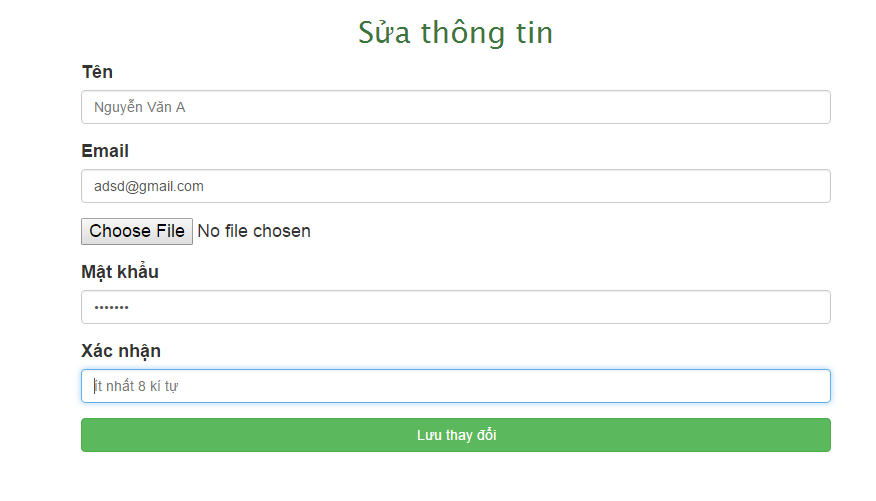 Sửa thông tin
Tên
Nguyễn Văn A
Email
adsd@gmail.com
Choose File No file chosen
Mật khẩu
•••••••
Xác nhận
ít nhất 8 kí tự
Lưu thay đổi